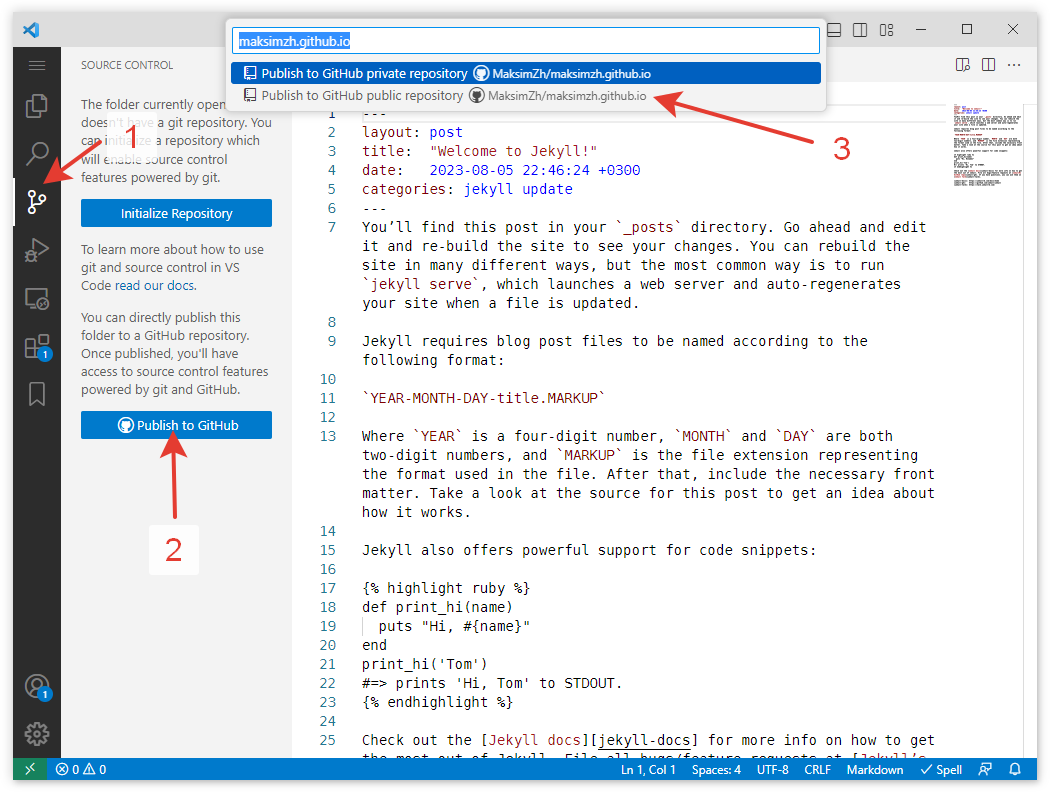 maksimzh.github.io
Publish to GitHub private repository MaksimZh/maksimzh.github.io
Publish to GitHub public repository MaksimZh/maksimzh.github.io
3
SOURCE CONTROL
The folder currently open
doesn't have a git repository. You
can initialize a repository which
will enable source control
features powered by git.
1
Initialize Repository
To learn more about how to use
git and source control in VS
Code read our docs.
You can directly publish this
folder to a GitHub repository.
Once published, you'll have
access to source control features
powered by git and GitHub.
Publish to GitHub
2
1
1
1 ---
2 layout: post
3 title:  "Welcome to Jekyll!"
4 date:   2023-08-05 22:46:24 +0300
5 categories: jekyll update
6 ---
7 You’ll find this post in your `_posts` directory. Go ahead and edit
it and re-build the site to see your changes. You can rebuild the
site in many different ways, but the most common way is to run
`jekyll serve`, which launches a web server and auto-regenerates
your site when a file is updated.
8
9 Jekyll requires blog post files to be named according to the
following format:
10
11 `YEAR-MONTH-DAY-title.MARKUP`
12
13 Where `YEAR` is a four-digit number, `MONTH` and `DAY` are both
two-digit numbers, and `MARKUP` is the file extension representing
the format used in the file. After that, include the necessary front
matter. Take a look at the source for this post to get an idea about
how it works.
14
15 Jekyll also offers powerful support for code snippets:
16
17 {% highlight ruby %}
18 def print_hi(name)
19   puts "Hi, #{name}"
20 end
21 print_hi('Tom')
22 #=> prints 'Hi, Tom' to STDOUT.
23 {% endhighlight %}
24
25 Check out the [Jekyll docs][jekyll-docs] for more info on how to get
the most out of Jekyll. File all bugs/feature requests at [Jekyll’s
0 0
Ln 1, Col 1 Spaces: 4 UTF-8 CRLF Markdown Spell